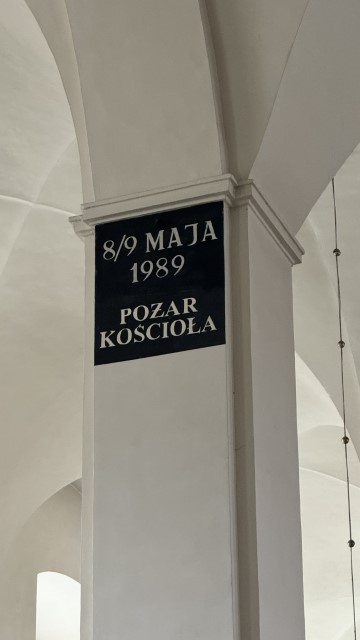 8/9 MAJA
1989
POŻAR
KOŚCIOŁA